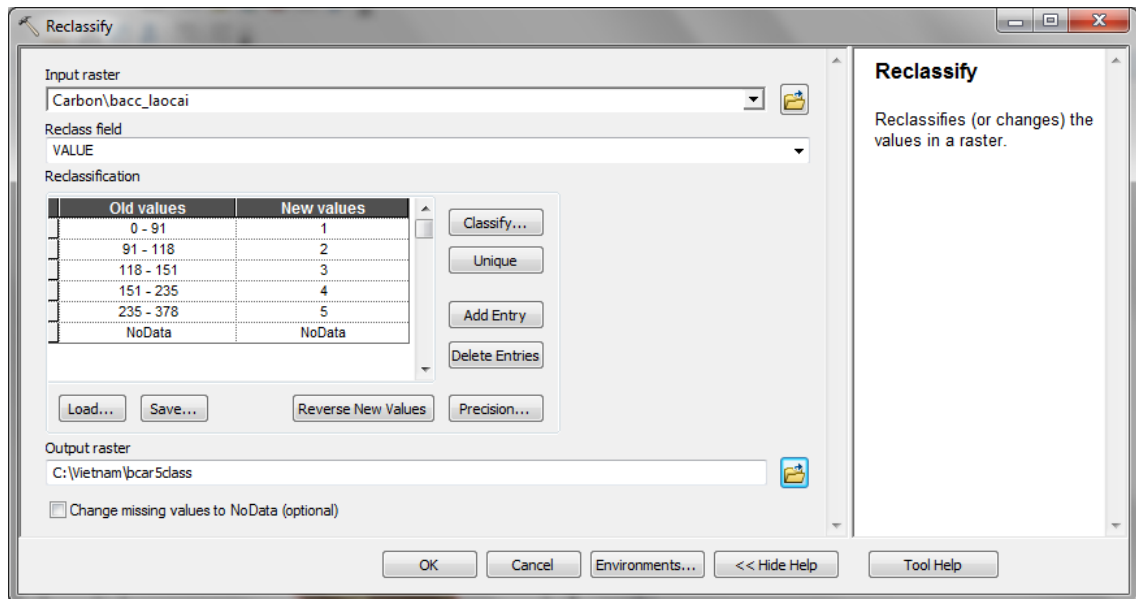 Reclassify
Input raster
Carbon\bacc_laocai
Reclass field
VALUE
Reclassification
Old values New values
0 - 91 1
91 - 118 2
118 - 151 3
151 - 235 4
235 - 378 5
NoData NoData
Classify...
Unique
Add Entry
Delete Entries
Load... Save... Reverse New Values Precision...
Output raster
C:\Vietnam\bcar5class
Change missing values to NoData (optional)
OK Cancel Environments... << Hide Help Tool Help
Reclassify
Reclassifies (or changes) the
values in a raster.